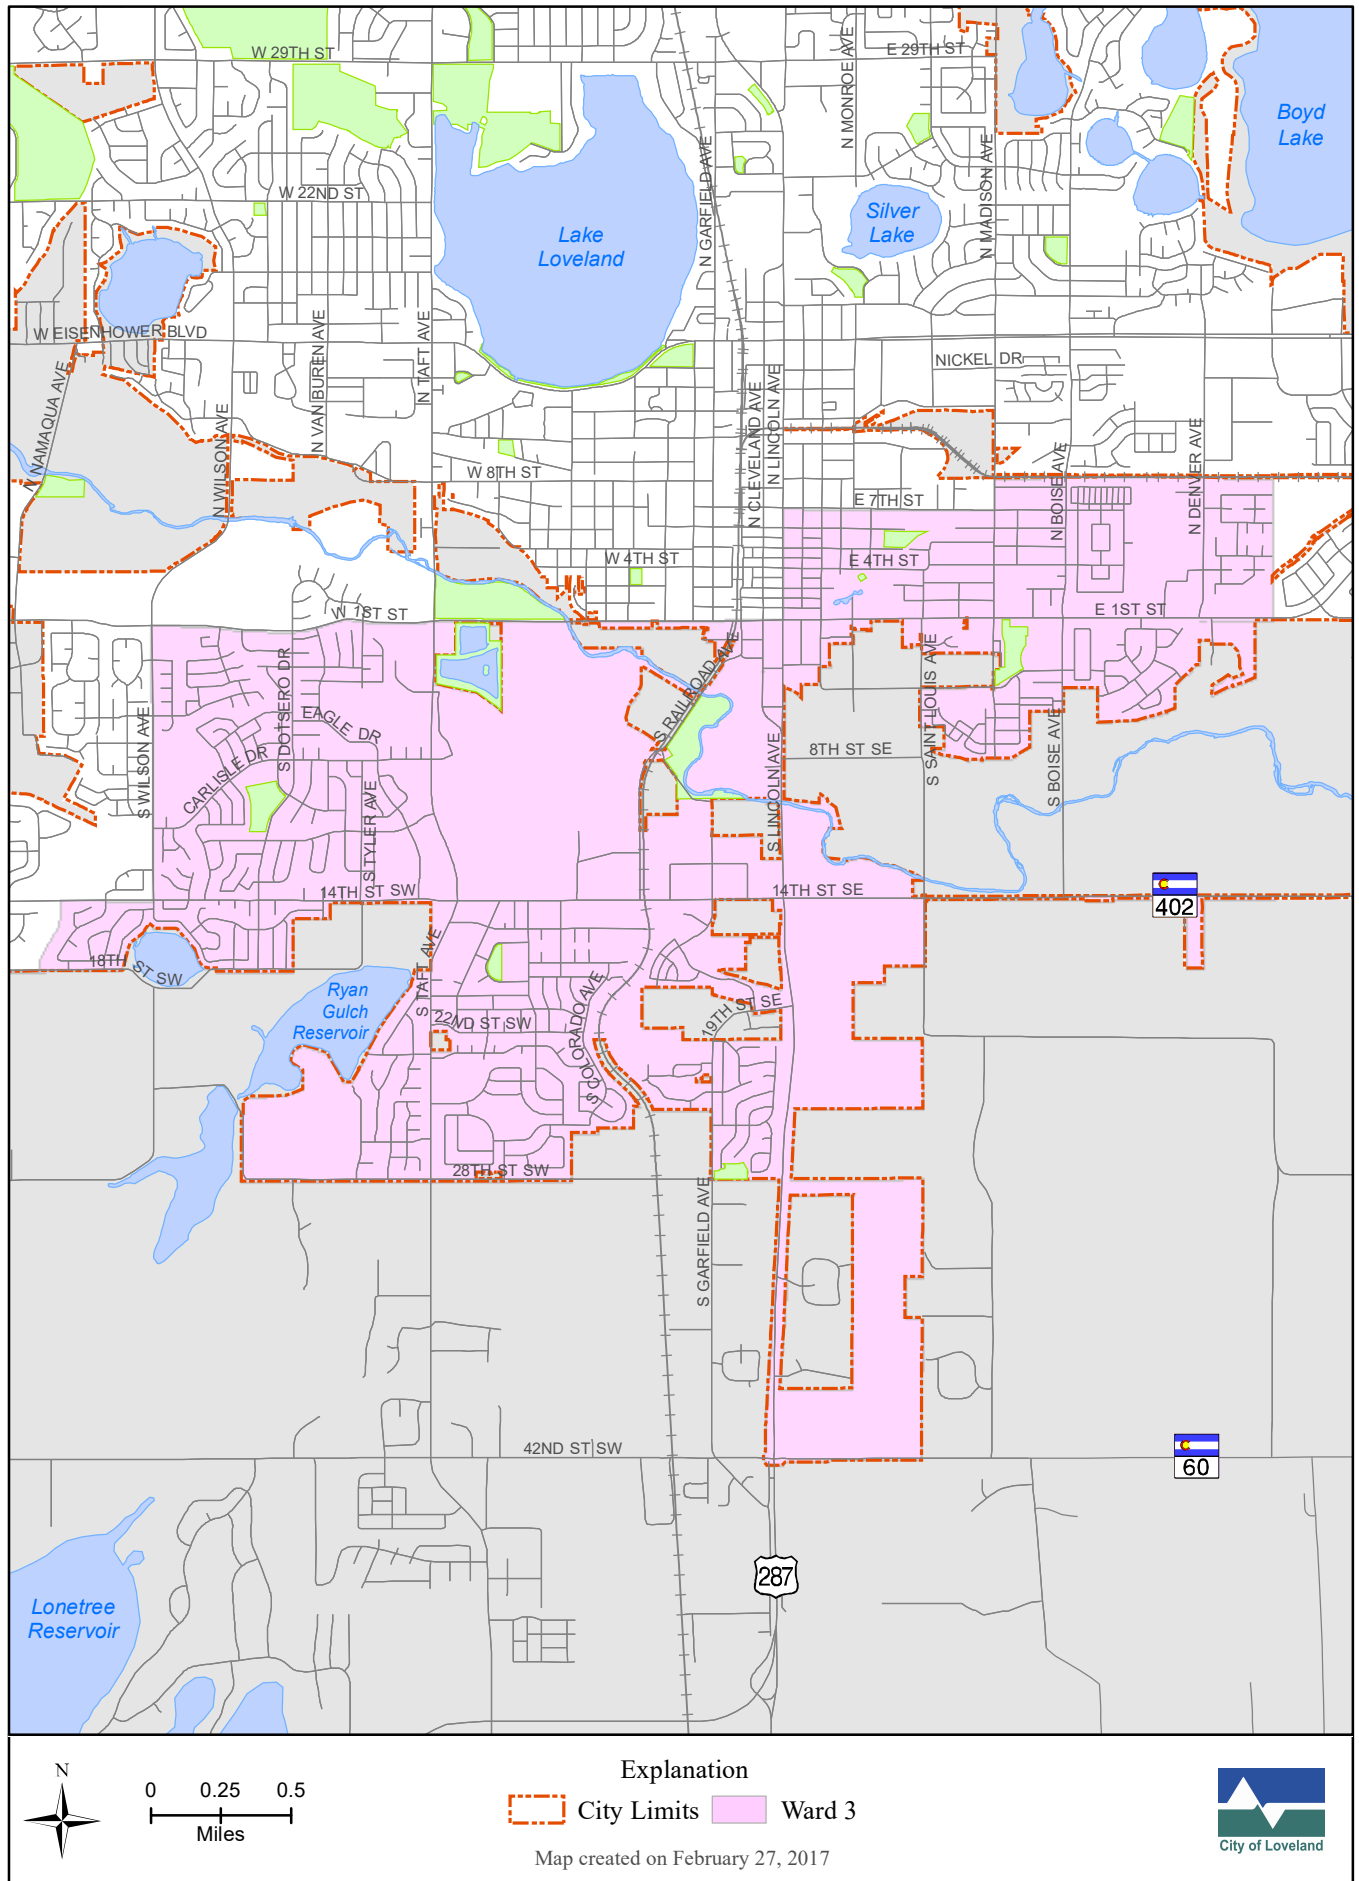 W 29TH ST
E 29TH ST
N MONROE AVE
Boyd
Lake
N GARFIELD AVE
N MADISON AVE
W 22ND ST
Silver
Lake
Lake
Loveland
W EISENHOWER BLVD
N VAN BUREN AVE
N TAFT AVE
NICKEL DR
N NAMAQUA AVE
N WILSON AVE
N CLEVELAND AVE
N LINCOLN AVE
N BOISE AVE
N DENVER AVE
W 8TH ST
E 7TH ST
W 4TH ST
E 4TH ST
W 1ST ST
E 1ST ST
S RAILROAD AVE
S SAINT LOUIS AVE
S DOTSERO DR
EAGLE DR
CARLISLE DR
S WILSON AVE
S TYLER AVE
8TH ST SE
S LINCOLN AVE
S BOISE AVE
14TH ST SW
14TH ST SE
402
18TH ST SW
S TAFT AVE
Ryan
Gulch
Reservoir
22ND ST SW
S COLORADO AVE
19TH ST SE
28TH ST SW
S GARFIELD AVE
42ND ST SW
60
287
Lonetree
Reservoir
N
0 0.25 0.5
Miles
Explanation
City Limits
Ward 3
Map created on February 27, 2017
City of Loveland